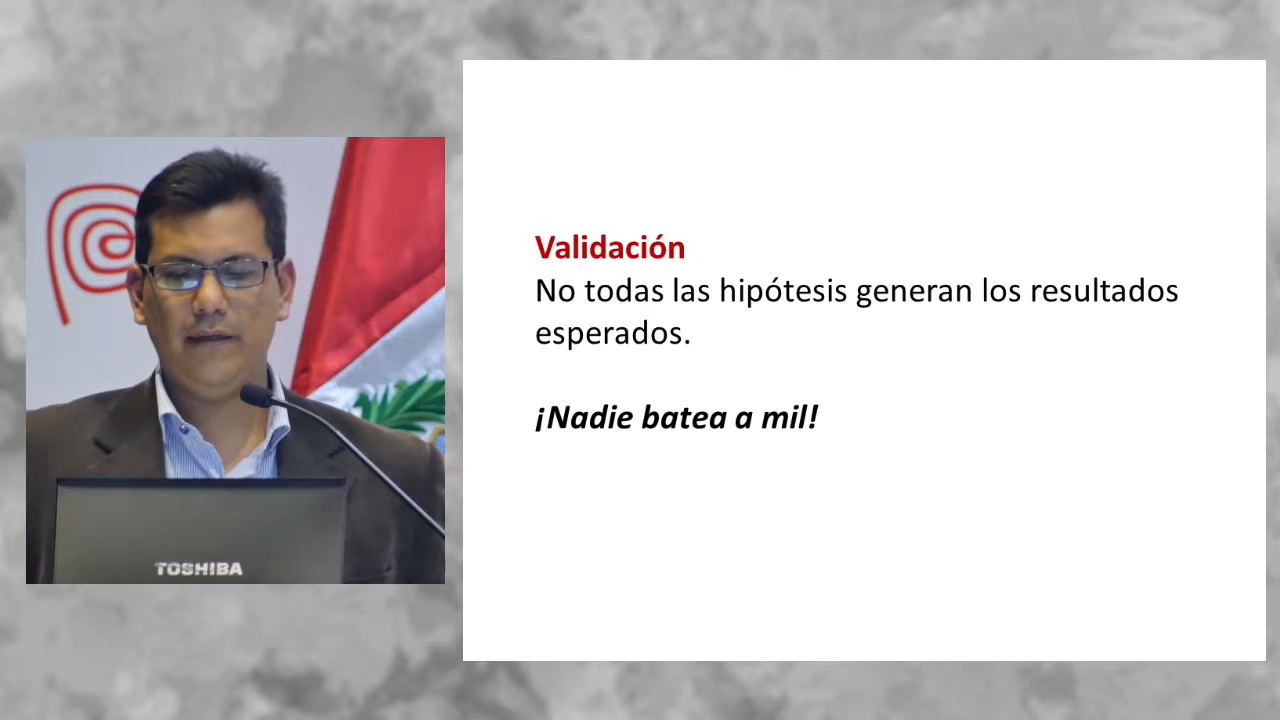 Validación
No todas las hipótesis generan los resultados
esperados.
¡Nadie batea a mil!
TOSHIBA